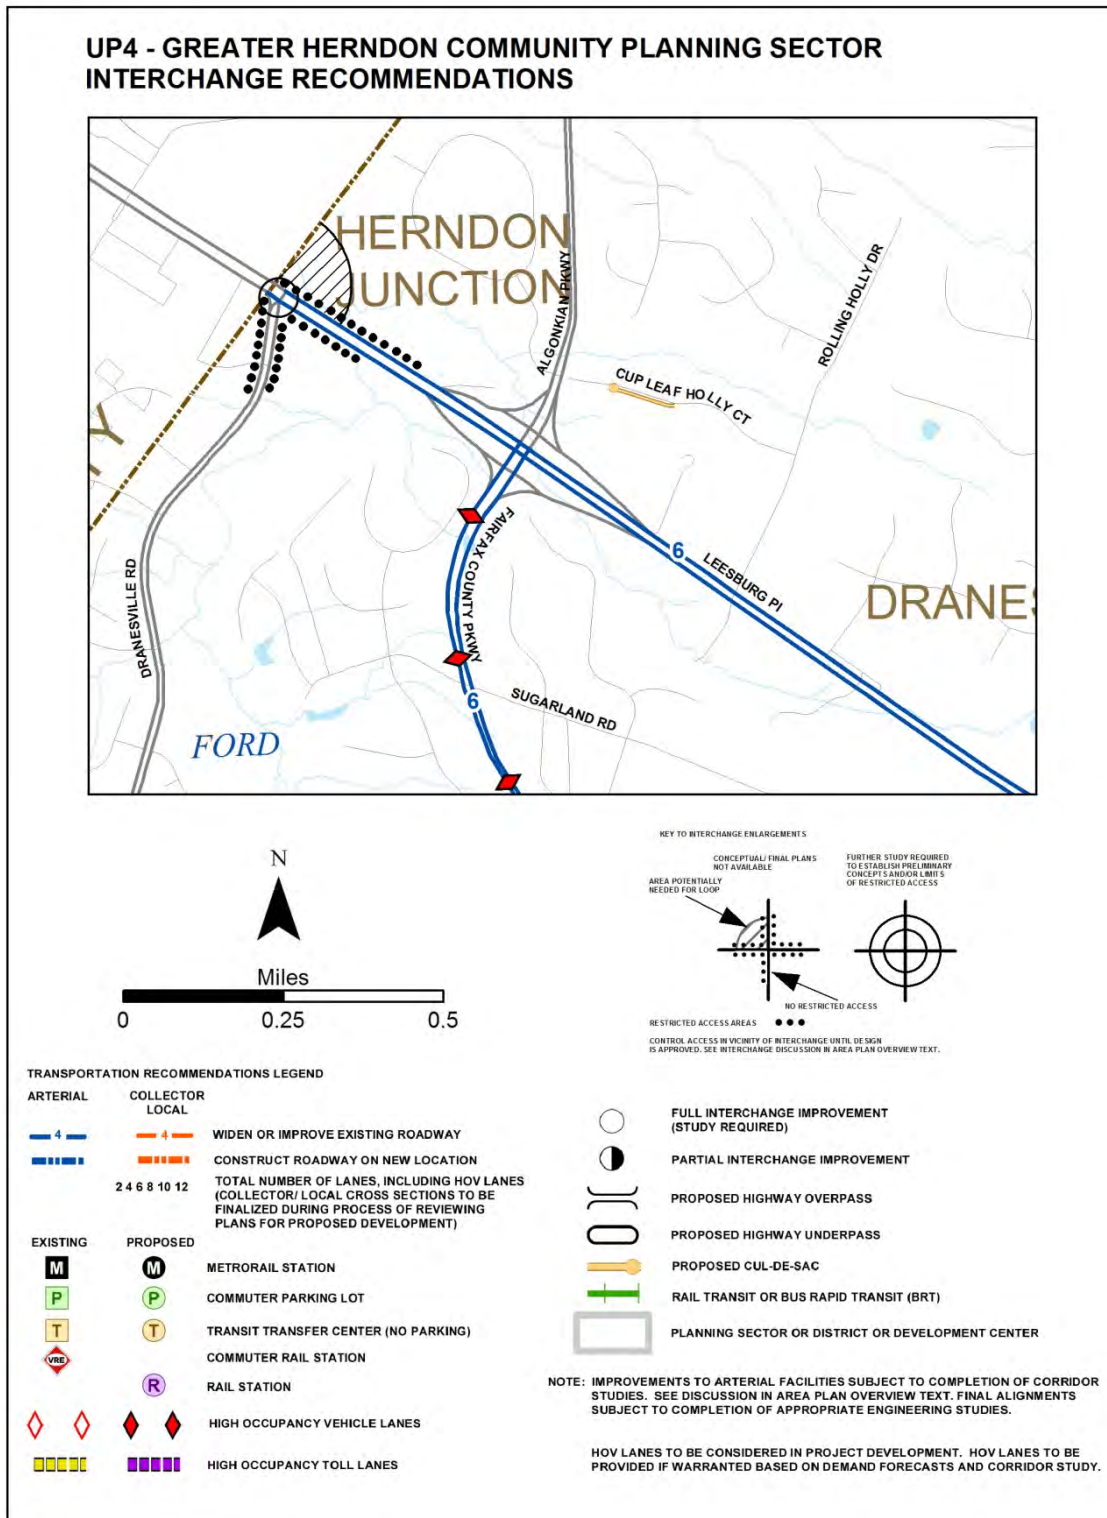 UP4 - GREATER HERNDON COMMUNITY PLANNING SECTOR
INTERCHANGE RECOMMENDATIONS
HERNDON
JUNCTION
ALGONKIAN PKWY
ROLLING HOLLY DR
CUP LEAF HOLLY CT
Y
FAIRFAX COUNTY PKWY
6
LEESBURG PI
DRANES
DRANESVILLE RD
6
SUGARLAND RD
FORD
N
Miles
0 0.25 0.5
KEY TO INTERCHANGE ENLARGEMENTS
CONCEPTUAL/ FINAL PLANS
NOT AVAILABLE
AREA POTENTIALLY
NEEDED FOR LOOP
FURTHER STUDY REQUIRED
TO ESTABLISH PRELIMINARY
CONCEPTS AND/OR LIMITS
OF RESTRICTED ACCESS
NO RESTRICTED ACCESS
RESTRICTED ACCESS AREAS
CONTROL ACCESS IN VICINITY OF INTERCHANGE UNTIL DESIGN
IS APPROVED. SEE INTERCHANGE DISCUSSION IN AREA PLAN OVERVIEW TEXT.
TRANSPORTATION RECOMMENDATIONS LEGEND
ARTERIAL COLLECTOR
LOCAL
4 4 WIDEN OR IMPROVE EXISTING ROADWAY
CONSTRUCT ROADWAY ON NEW LOCATION
2 4 6 8 10 12 TOTAL NUMBER OF LANES, INCLUDING HOV LANES
(COLLECTOR/ LOCAL CROSS SECTIONS TO BE
FINALIZED DURING PROCESS OF REVIEWING
PLANS FOR PROPOSED DEVELOPMENT)
EXISTING PROPOSED
M M METRORAIL STATION
P P COMMUTER PARKING LOT
T T TRANSIT TRANSFER CENTER (NO PARKING)
VRE COMMUTER RAIL STATION
R RAIL STATION
HIGH OCCUPANCY VEHICLE LANES
HIGH OCCUPANCY TOLL LANES
FULL INTERCHANGE IMPROVEMENT
(STUDY REQUIRED)
PARTIAL INTERCHANGE IMPROVEMENT
PROPOSED HIGHWAY OVERPASS
PROPOSED HIGHWAY UNDERPASS
PROPOSED CUL-DE-SAC
RAIL TRANSIT OR BUS RAPID TRANSIT (BRT)
PLANNING SECTOR OR DISTRICT OR DEVELOPMENT CENTER
NOTE: IMPROVEMENTS TO ARTERIAL FACILITIES SUBJECT TO COMPLETION OF CORRIDOR
STUDIES. SEE DISCUSSION IN AREA PLAN OVERVIEW TEXT. FINAL ALIGNMENTS
SUBJECT TO COMPLETION OF APPROPRIATE ENGINEERING STUDIES.
HOV LANES TO BE CONSIDERED IN PROJECT DEVELOPMENT. HOV LANES TO BE
PROVIDED IF WARRANTED BASED ON DEMAND FORECASTS AND CORRIDOR STUDY.